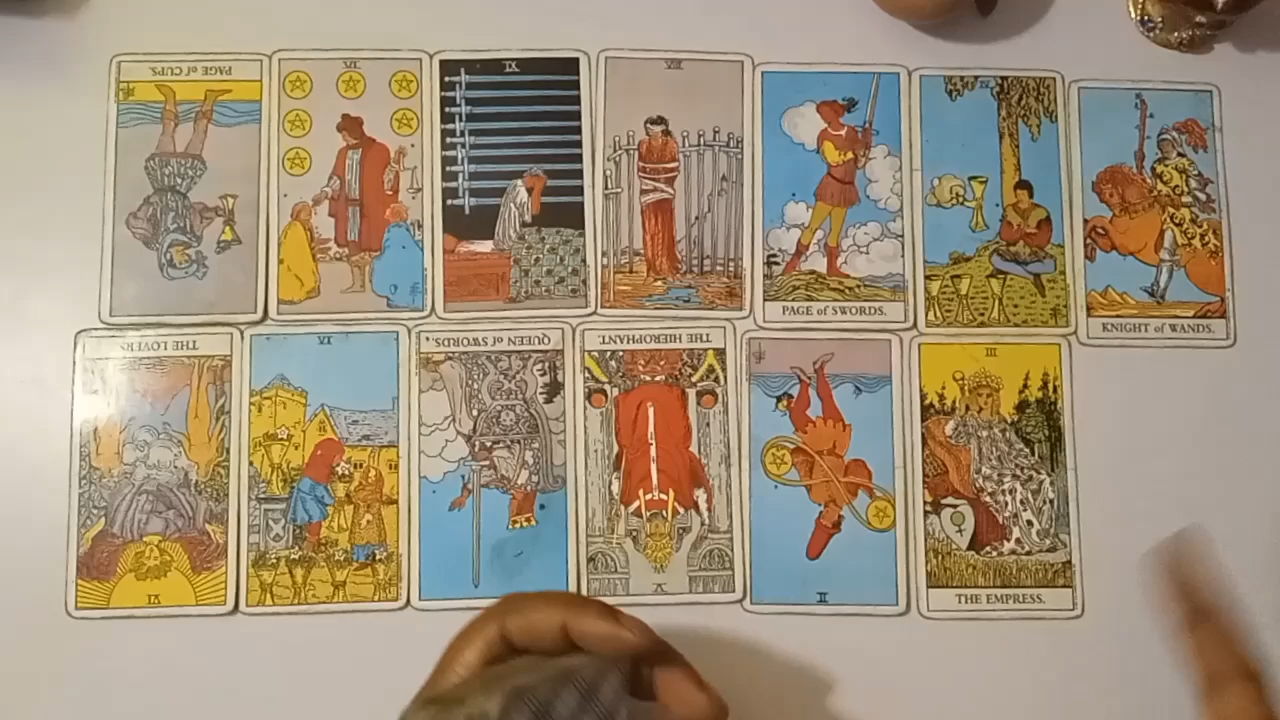 PAGE of CUPS.
VI
IX
VIII
PAGE of SWORDS.
IV
KNIGHT of WANDS.
THE LOVERS.
VI
VI
QUEEN of SWORDS.
THE HIEROPHANT.
V
II
III
THE EMPRESS.